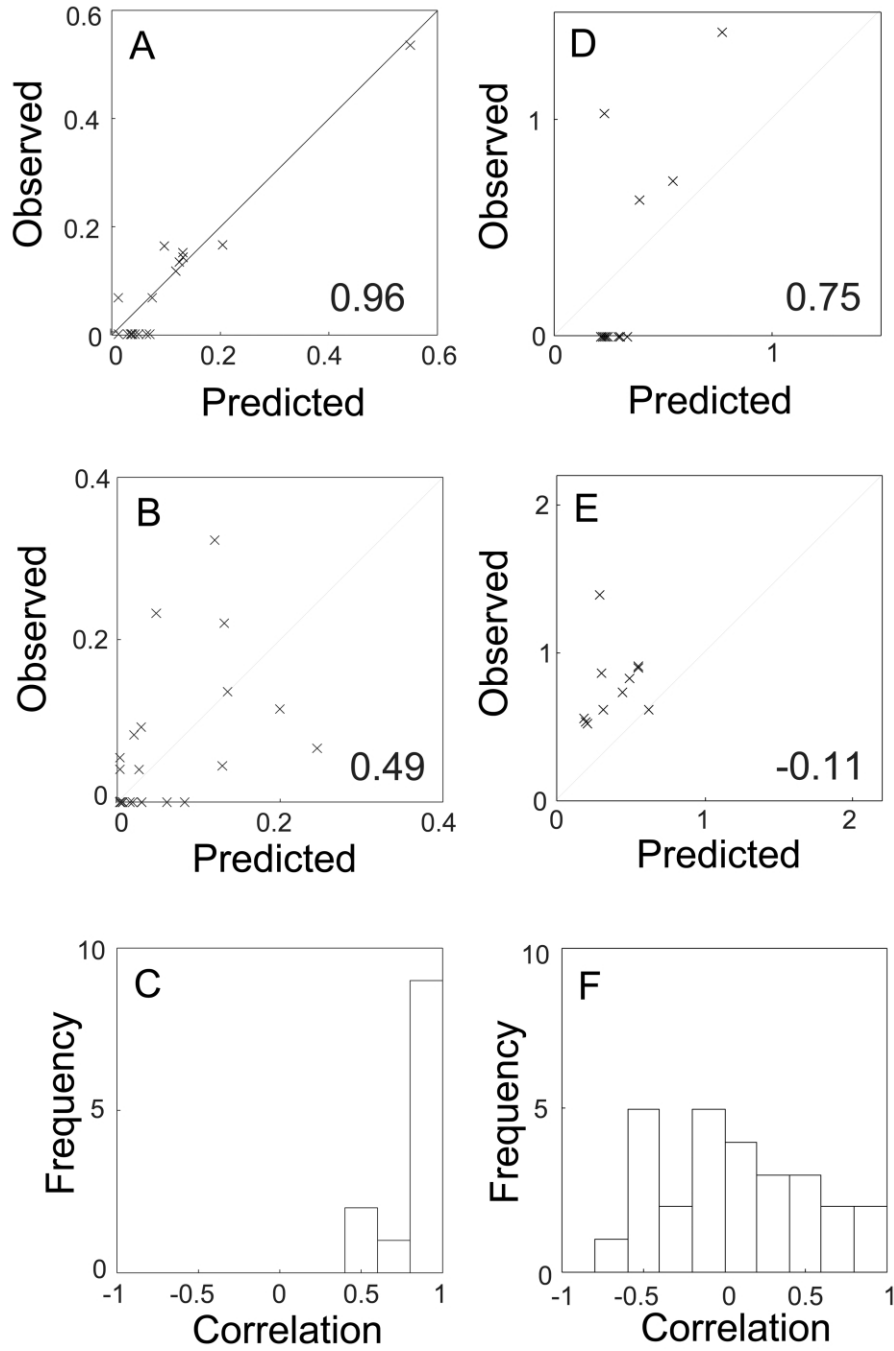 A
Observed
0.6
0.4
0.2
0
0 0.2 0.4 0.6
0.96
Predicted
D
Observed
1
0
0 1
0.75
Predicted
B
Observed
0.4
0.2
0
0 0.2 0.4
0.49
Predicted
E
Observed
2
1
0
0 1 2
-0.11
Predicted
C
Frequency
10
5
0
-1 -0.5 0 0.5 1
Correlation
F
Frequency
10
5
0
-1 -0.5 0 0.5 1
Correlation